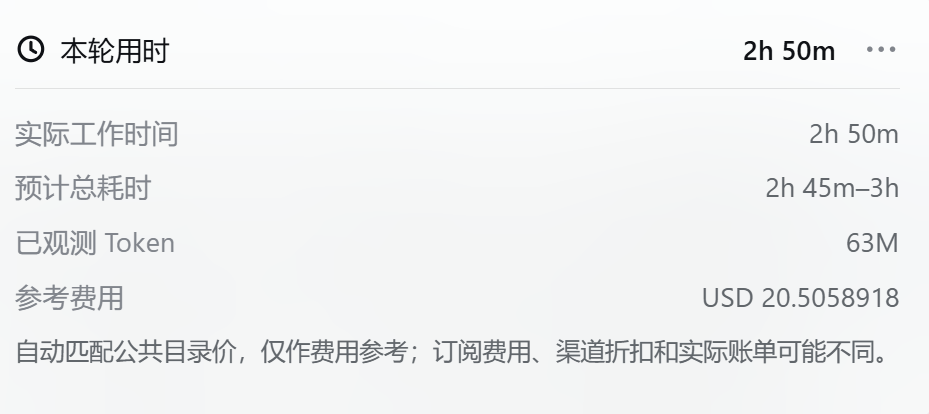 本轮用时 2h 50m ···
实际工作时间 2h 50m
预计总耗时 2h 45m–3h
已观测 Token 63M
参考费用 USD 20.5058918
自动匹配公共目录价，仅作费用参考；订阅费用、渠道折扣和实际账单可能不同。